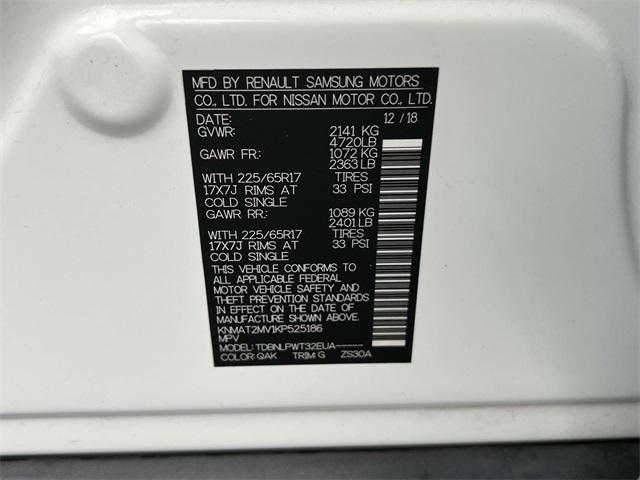 MFD BY RENAULT SAMSUNG MOTORS
CO., LTD. FOR NISSAN MOTOR CO., LTD.
DATE: 12 / 18
GVWR: 2141 KG
4720LB
GAWR FR: 1072 KG
2363 LB
WITH 225/65R17 TIRES
17X7J RIMS AT 33 PSI
COLD SINGLE
GAWR RR: 1089 KG
2401 LB
WITH 225/65R17 TIRES
17X7J RIMS AT 33 PSI
COLD SINGLE
THIS VEHICLE CONFORMS TO
ALL APPLICABLE FEDERAL
MOTOR VEHICLE SAFETY AND
THEFT PREVENTION STANDARDS
IN EFFECT ON THE DATE OF
MANUFACTURE SHOWN ABOVE.
KNMAT2MV1KP525186
MPV
MODEL: TDBNLPWT32EUA------
COLOR: QAK TRIM: G ZS30A